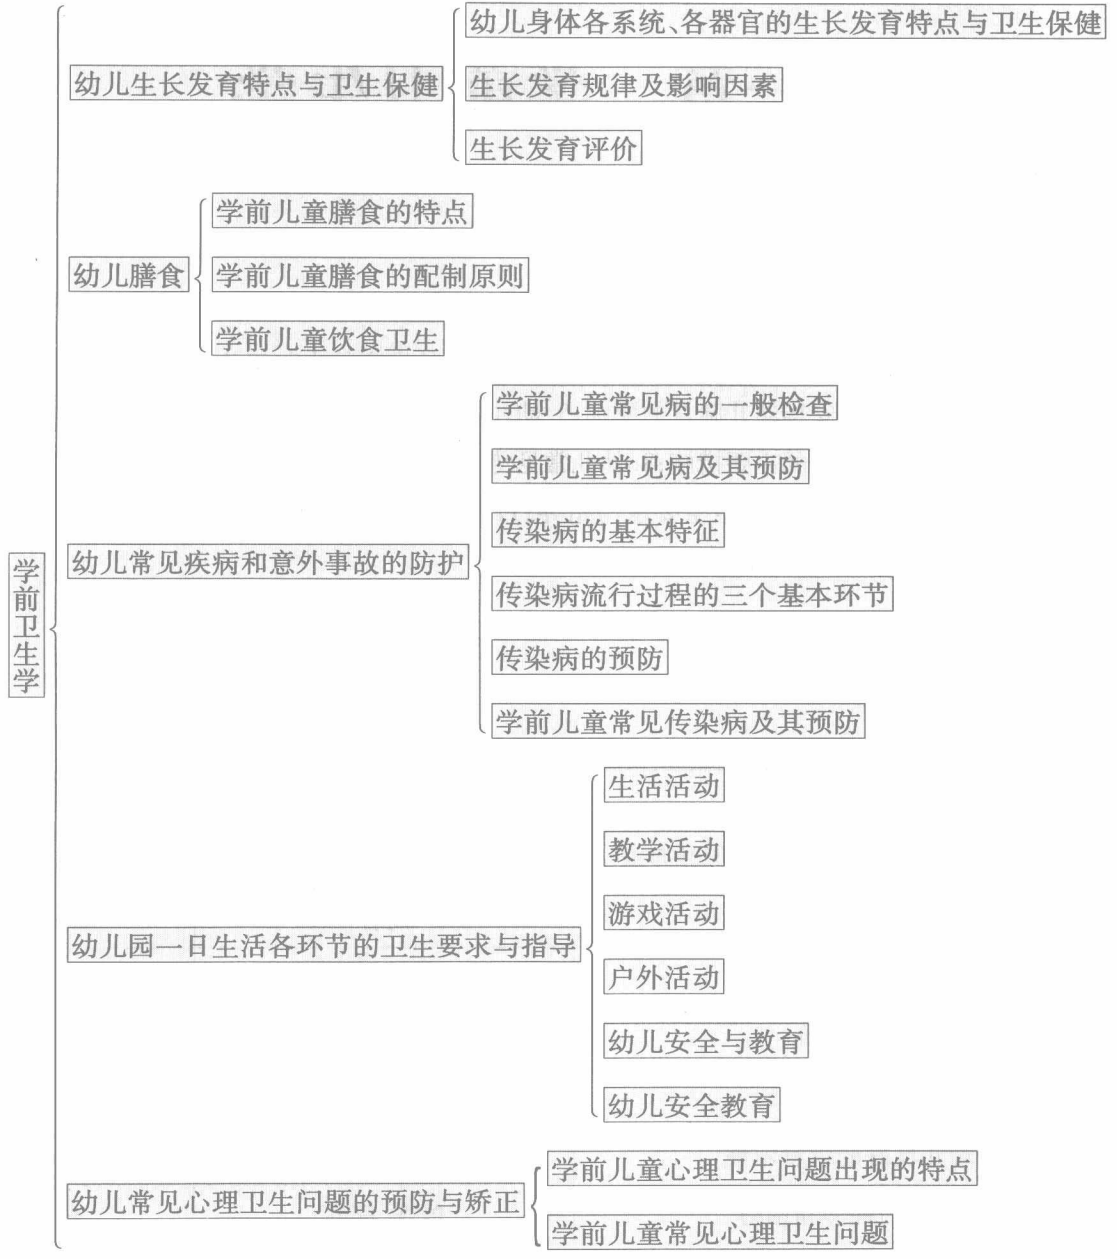 学前卫生学
幼儿生长发育特点与卫生保健
幼儿身体各系统、各器官的生长发育特点与卫生保健
生长发育规律及影响因素
生长发育评价
幼儿膳食
学前儿童膳食的特点
学前儿童膳食的配制原则
学前儿童饮食卫生
幼儿常见疾病和意外事故的防护
学前儿童常见病的一般检查
学前儿童常见病及其预防
传染病的基本特征
传染病流行过程的三个基本环节
传染病的预防
学前儿童常见传染病及其预防
幼儿园一日生活各环节的卫生要求与指导
生活活动
教学活动
游戏活动
户外活动
幼儿安全与教育
幼儿安全教育
幼儿常见心理卫生问题的预防与矫正
学前儿童心理卫生问题出现的特点
学前儿童常见心理卫生问题